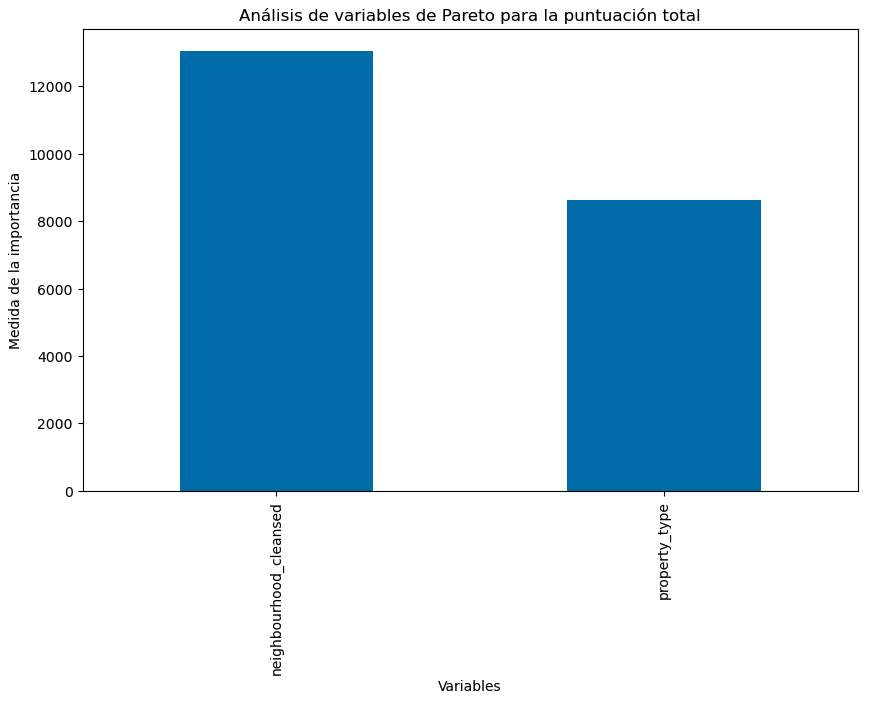 Análisis de variables de Pareto para la puntuación total
Medida de la importancia
12000
10000
8000
6000
4000
2000
0
neighbourhood_cleansed
property_type
Variables